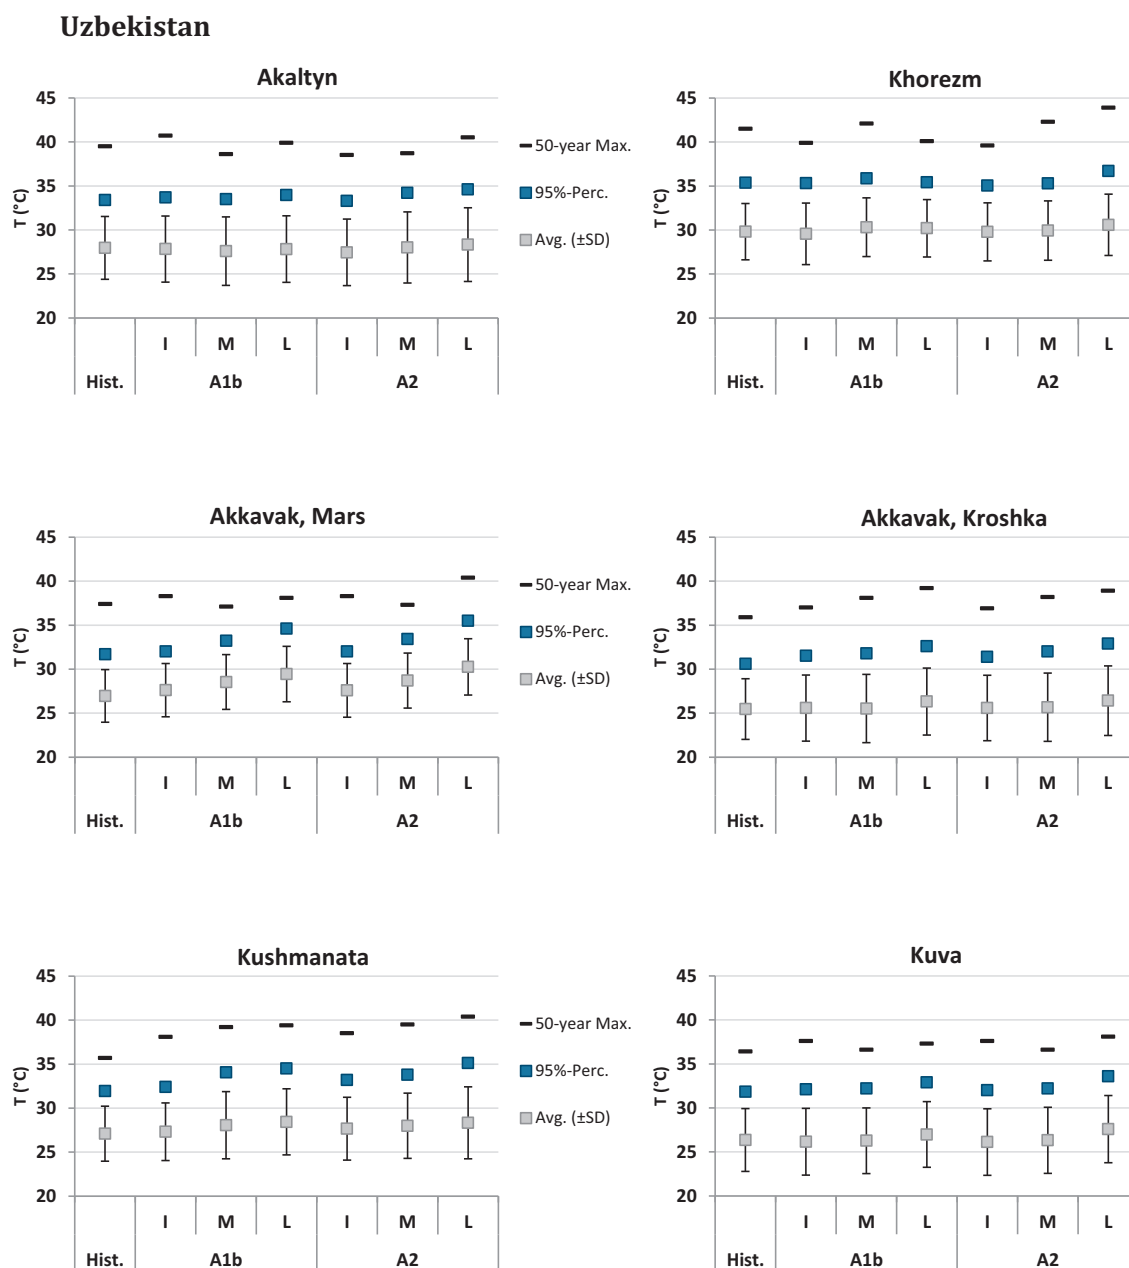 Uzbekistan
Akaltyn
45
40
35
30
25
20
T (°C)
50-year Max.
95%-Perc.
Avg. (±SD)
I M L I M L
Hist. A1b A2
Khorezm
45
40
35
30
25
20
T (°C)
I M L I M L
Hist. A1b A2
Akkavak, Mars
45
40
35
30
25
20
T (°C)
50-year Max.
95%-Perc.
Avg. (±SD)
I M L I M L
Hist. A1b A2
Akkavak, Kroshka
45
40
35
30
25
20
T (°C)
I M L I M L
Hist. A1b A2
Kushmanata
45
40
35
30
25
20
T (°C)
50-year Max.
95%-Perc.
Avg. (±SD)
I M L I M L
Hist. A1b A2
Kuva
45
40
35
30
25
20
T (°C)
I M L I M L
Hist. A1b A2